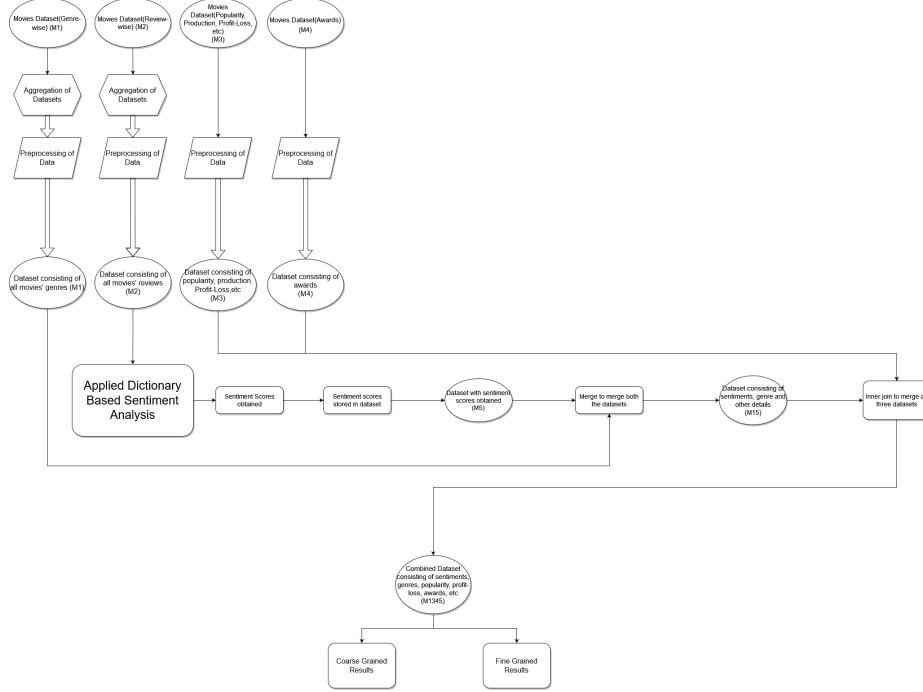 Movies Dataset(Genre-
wise) (M1)
Movies Dataset(Review-
wise) (M2)
Movies
Dataset(Popularity,
Production, Profit-Loss,
etc)
(M3)
Movies Dataset(Awards)
(M4)
Aggregation of
Datasets
Aggregation of
Datasets
Preprocessing of
Data
Preprocessing of
Data
Preprocessing of
Data
Preprocessing of
Data
Dataset consisting of
all movies' genres (M1)
Dataset consisting of
all movies' reviews
(M2)
Dataset consisting of
popularity, production,
Profit-Loss,etc
(M3)
Dataset consisting of
awards
(M4)
Applied Dictionary
Based Sentiment
Analysis
Sentiment Scores
obtained
Sentiment scores
stored in dataset
Dataset with sentiment
scores obtained
(M5)
Merge to merge both
the datasets
Dataset consisting of
sentiments, genre and
other details
(M15)
Inner join to merge
three datasets
Combined Dataset
consisting of sentiments,
genres, popularity, profit-
loss, awards, etc
(M1345)
Coarse Grained
Results
Fine Grained
Results